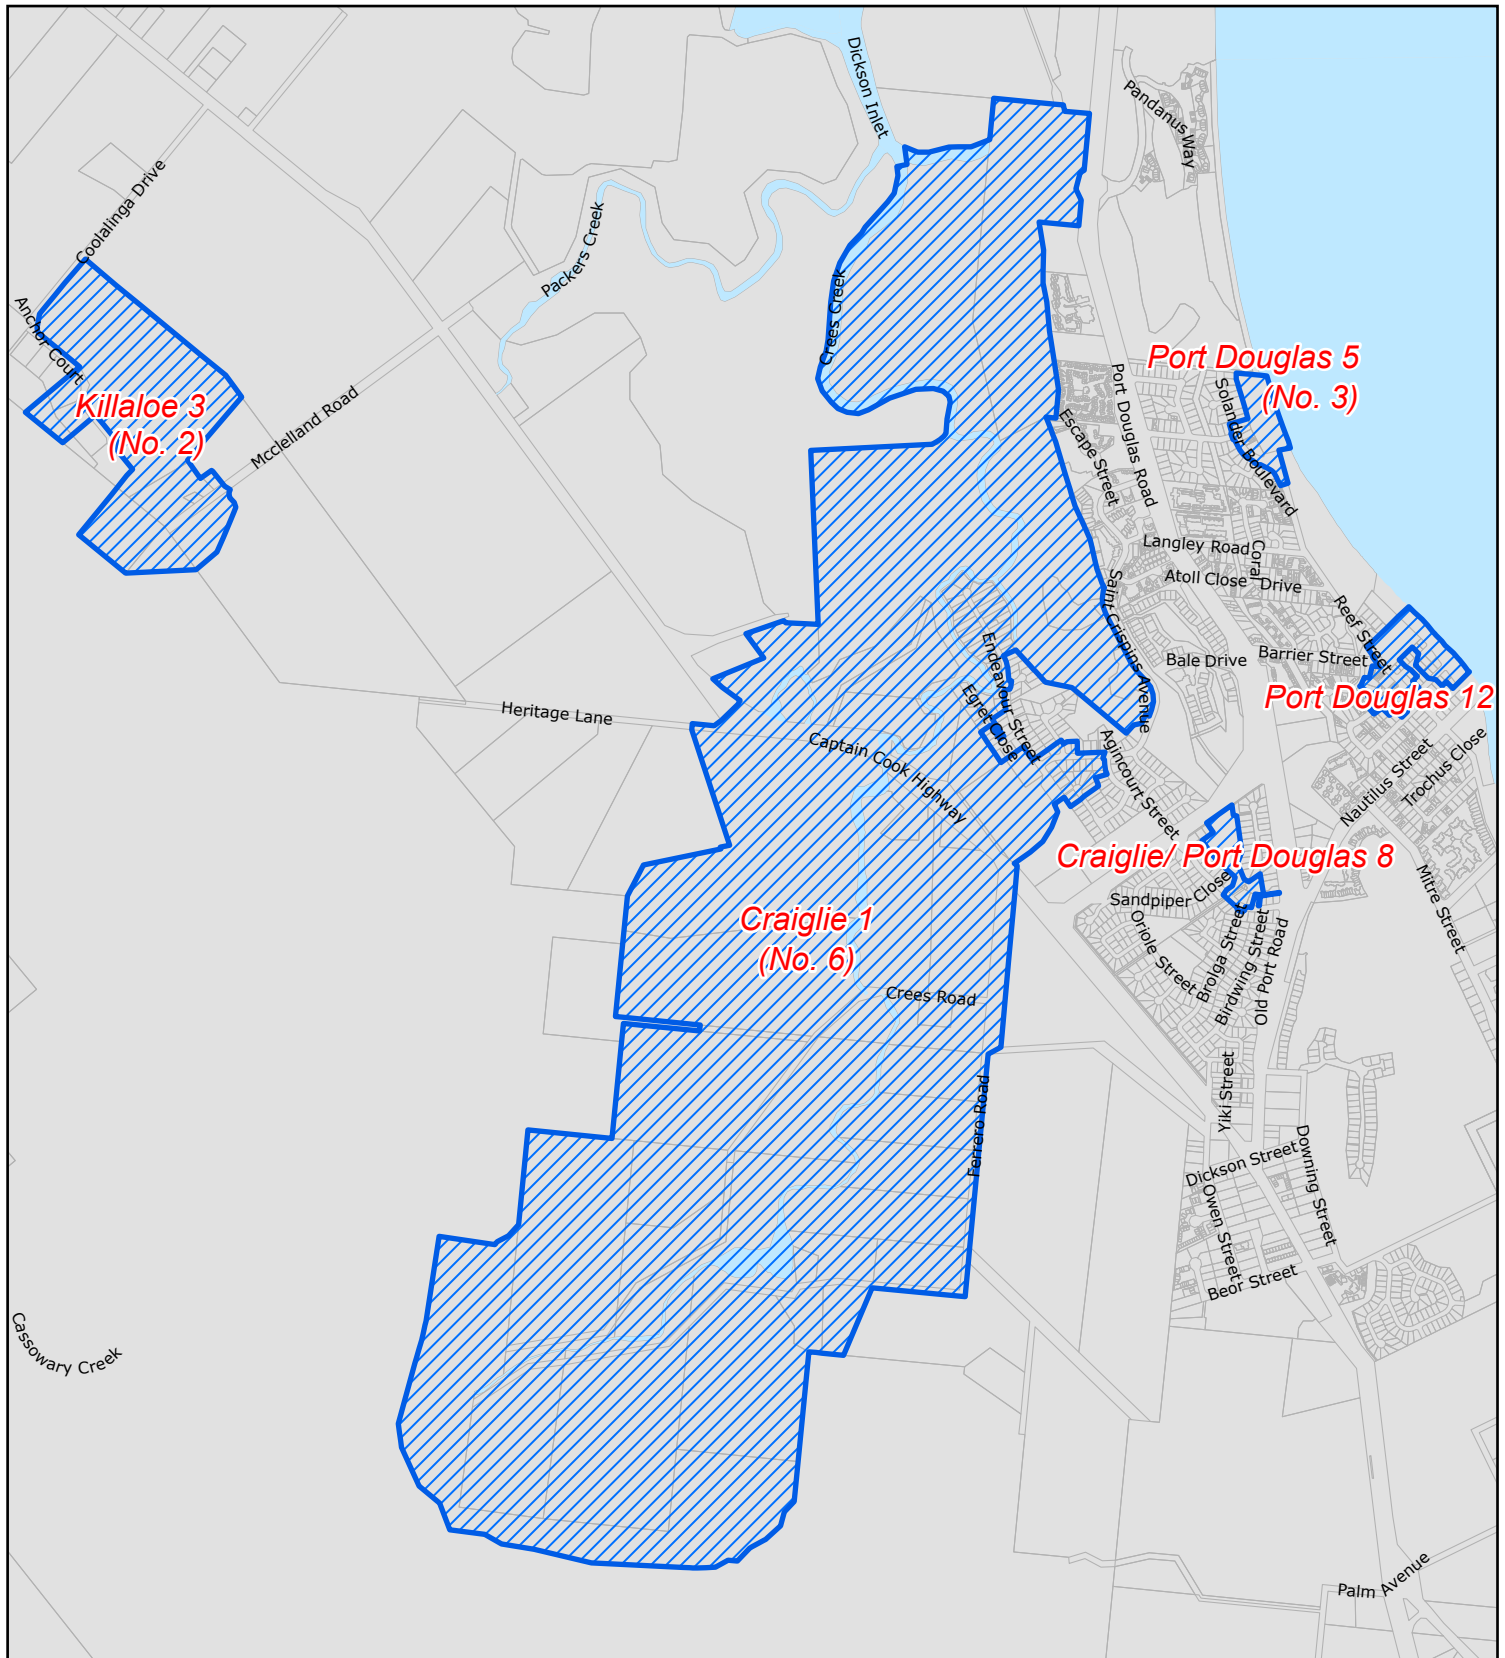 Dickson Inlet
Pandanus Way
Coolalinga Drive
Packers Creek
Crees Creek
Anchor Court
Killaloe 3
(No. 2)
Mcclelland Road
Port Douglas 5
(No. 3)
Solander Boulevard
Port Douglas Road
Escape Street
Langley Road
Coral Drive
Atoll Close
Saint Crispins Avenue
Reef Street
Barrier Street
Bale Drive
Port Douglas 12
Endeavour Street
Egret Close
Heritage Lane
Captain Cook Highway
Agincourt Street
Nautilus Street
Trochus Close
Craiglie/ Port Douglas 8
Mitre Street
Sandpiper Close
Oriole Street
Brolga Street
Birdwing Street
Old Port Road
Craiglie 1
(No. 6)
Crees Road
Ferrero Road
Yiki Street
Dickson Street
Downing Street
Owen Street
Beor Street
Cassowary Creek
Palm Avenue